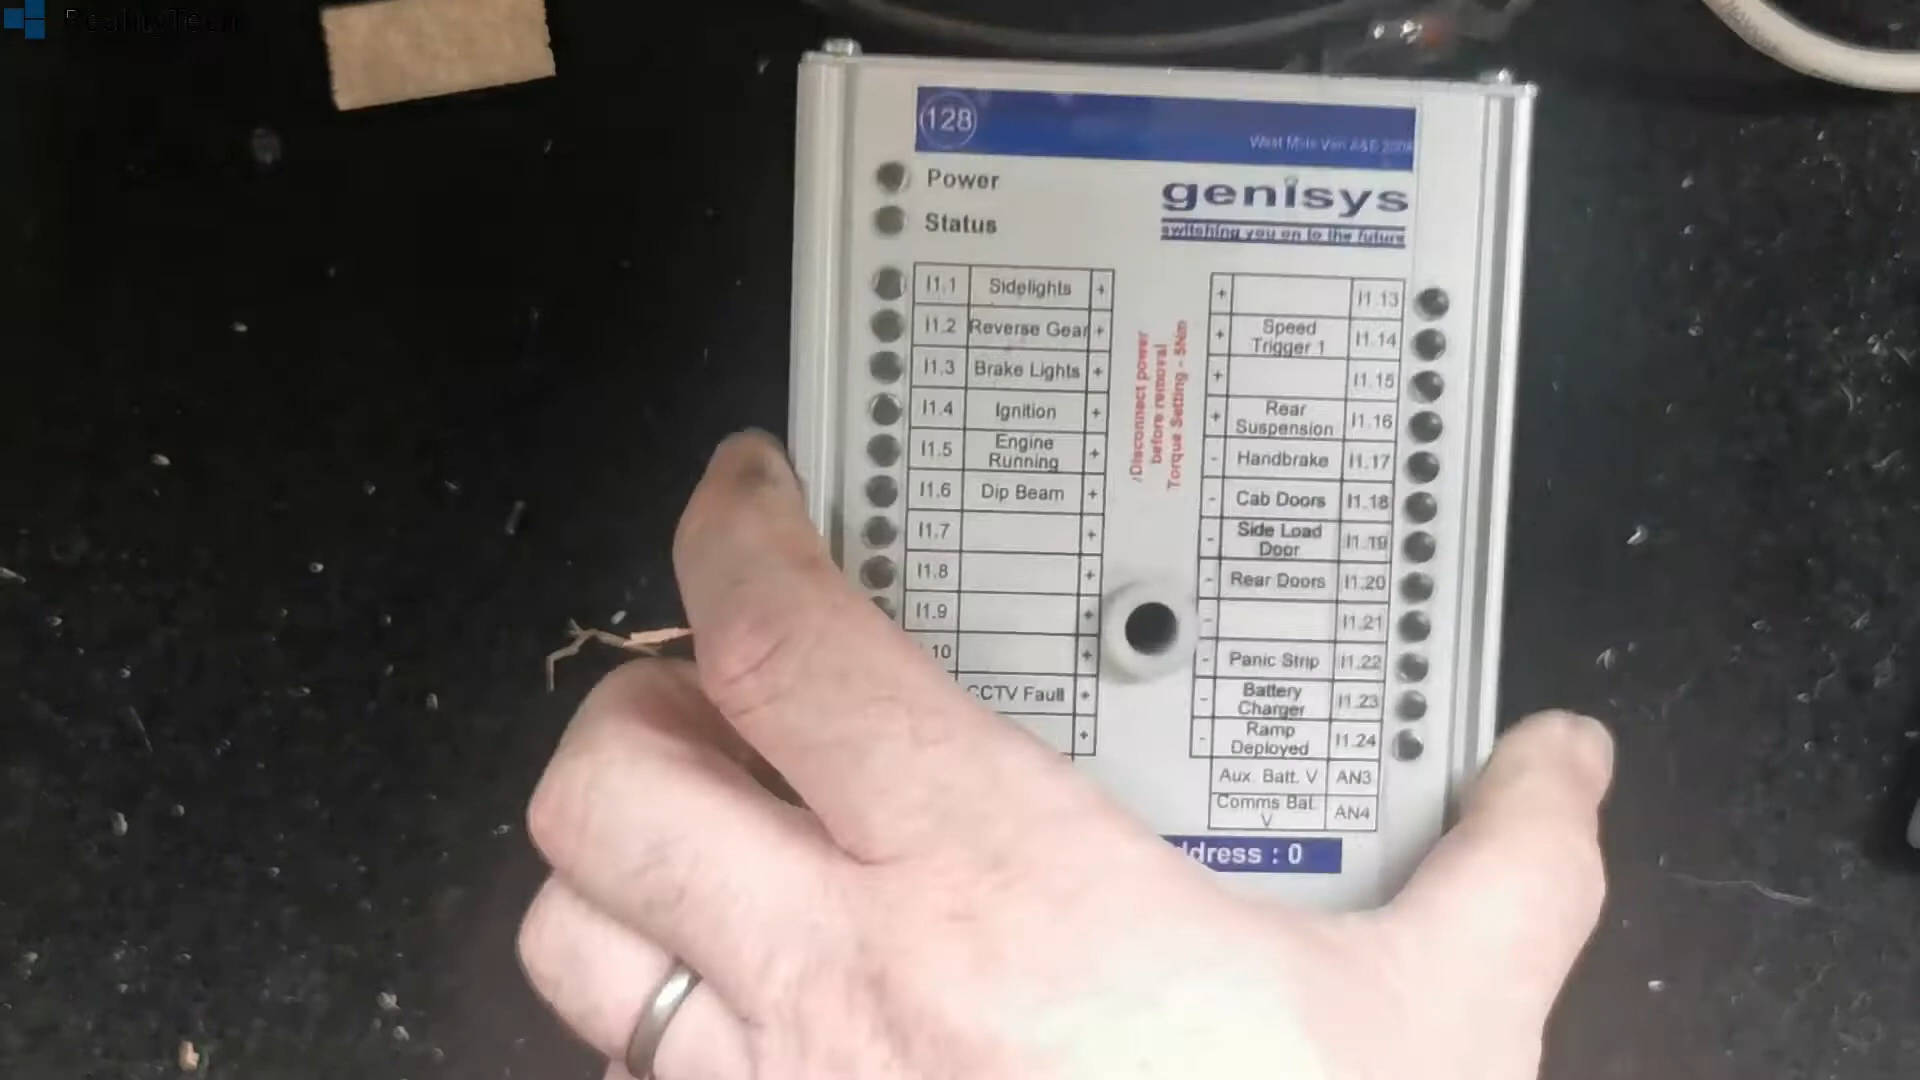 RealityTech
128
West Mids Van A&E 2008
Power
Status
genisys
switching you on to the future
I1.1 Sidelights +
I1.2 Reverse Gear +
I1.3 Brake Lights +
I1.4 Ignition +
I1.5 Engine Running +
I1.6 Dip Beam +
I1.7 +
I1.8 +
I1.9 +
10 +
CCTV Fault +
+
Disconnect power
before removal
Torque Setting - 5Nm
+ I1.13
+ Speed Trigger 1 I1.14
+ I1.15
+ Rear Suspension I1.16
- Handbrake I1.17
- Cab Doors I1.18
- Side Load Door I1.19
- Rear Doors I1.20
- I1.21
- Panic Strip I1.22
- Battery Charger I1.23
- Ramp Deployed I1.24
Aux. Batt. V AN3
Comms Bat. V AN4
ddress : 0